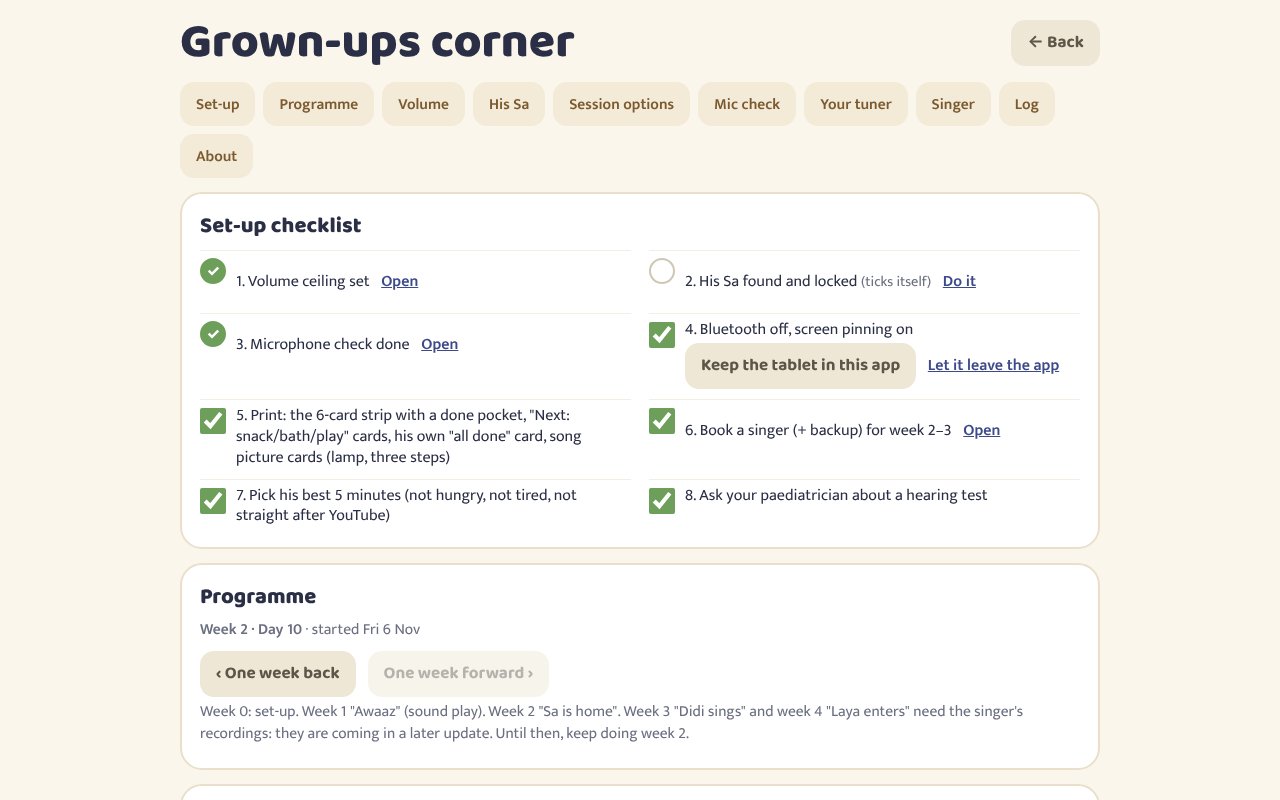 Grown-ups corner
← Back
Set-up
Programme
Volume
His Sa
Session options
Mic check
Your tuner
Singer
Log
About
Set-up checklist
1. Volume ceiling set Open
2. His Sa found and locked (ticks itself) Do it
3. Microphone check done Open
4. Bluetooth off, screen pinning on
Keep the tablet in this app Let it leave the app
5. Print: the 6-card strip with a done pocket, "Next:
snack/bath/play" cards, his own "all done" card, song
picture cards (lamp, three steps)
6. Book a singer (+ backup) for week 2–3 Open
7. Pick his best 5 minutes (not hungry, not tired, not
straight after YouTube)
8. Ask your paediatrician about a hearing test
Programme
Week 2 · Day 10 · started Fri 6 Nov
‹ One week back
One week forward ›
Week 0: set-up. Week 1 "Awaaz" (sound play). Week 2 "Sa is home". Week 3 "Didi sings" and week 4 "Laya enters" need the singer's
recordings: they are coming in a later update. Until then, keep doing week 2.